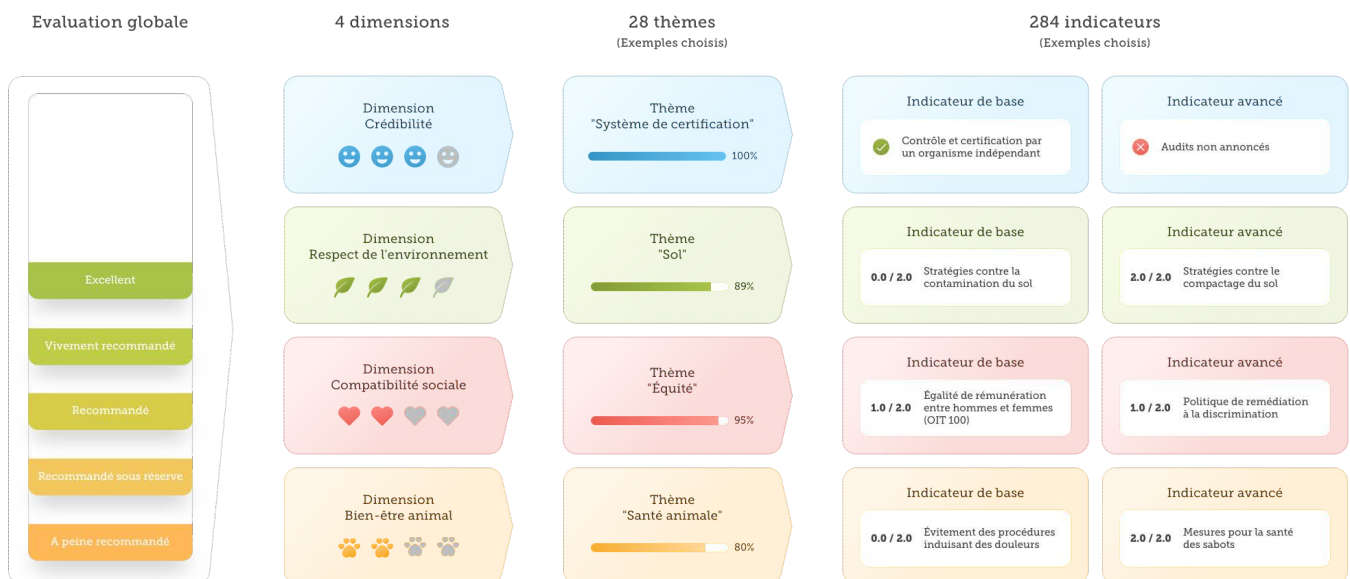 Evaluation globale
4 dimensions
28 thèmes
(Exemples choisis)
284 indicateurs
(Exemples choisis)
Excellent
Vivement recommandé
Recommandé
Recommandé sous réserve
A peine recommandé
Dimension
Crédibilité
Thème
"Système de certification"
100%
Indicateur de base
Contrôle et certification par
un organisme indépendant
Indicateur avancé
Audits non annoncés
Dimension
Respect de l'environnement
Thème
"Sol"
89%
Indicateur de base
0.0 / 2.0
Stratégies contre la
contamination du sol
Indicateur avancé
2.0 / 2.0
Stratégies contre le
compactage du sol
Dimension
Compatibilité sociale
Thème
"Équité"
95%
Indicateur de base
1.0 / 2.0
Égalité de rémunération
entre hommes et femmes
(OIT 100)
Indicateur avancé
1.0 / 2.0
Politique de remédiation
à la discrimination
Dimension
Bien-être animal
Thème
"Santé animale"
80%
Indicateur de base
0.0 / 2.0
Évitement des procédures
induisant des douleurs
Indicateur avancé
2.0 / 2.0
Mesures pour la santé
des sabots